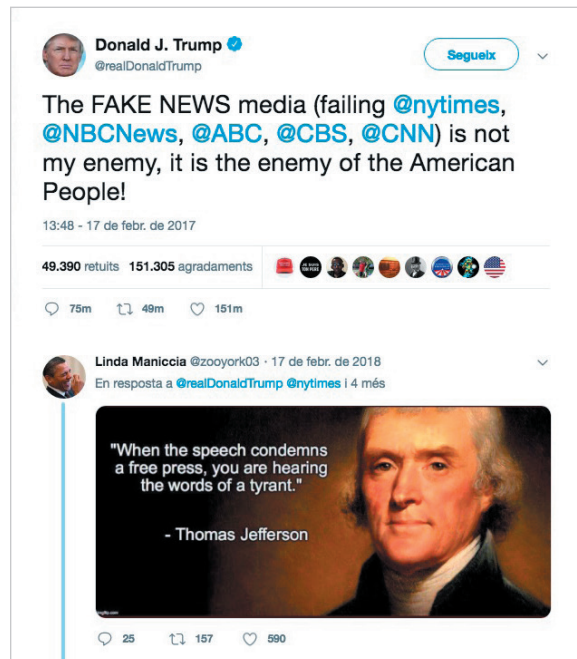 Donald J. Trump
@realDonaldTrump
Segueix
The FAKE NEWS media (failing @nytimes,
@NBCNews, @ABC, @CBS, @CNN) is not
my enemy, it is the enemy of the American
People!
13:48 - 17 de febr. de 2017
49.390 retuits 151.305 agradaments
75m 49m 151m
Linda Maniccia @zooyork03 · 17 de febr. de 2018
En resposta a @realDonaldTrump @nytimes i 4 més
"When the speech condemns
a free press, you are hearing
the words of a tyrant."
- Thomas Jefferson
imgflip.com
25 157 590